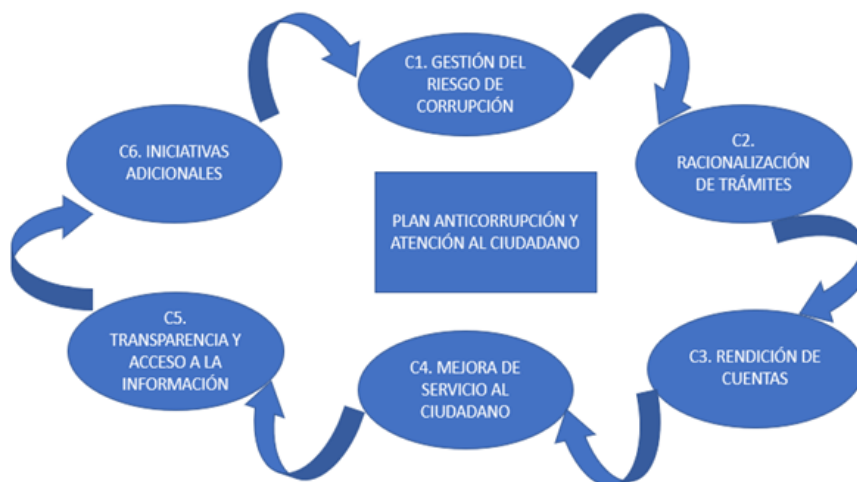 C1. GESTIÓN DEL
RIESGO DE
CORRUPCIÓN
C2.
RACIONALIZACIÓN
DE TRÁMITES
C3. RENDICIÓN DE
CUENTAS
C4. MEJORA DE
SERVICIO AL
CIUDADANO
C5.
TRANSPARENCIA Y
ACCESO A LA
INFORMACIÓN
C6. INICIATIVAS
ADICIONALES
PLAN ANTICORRUPCIÓN Y
ATENCIÓN AL CIUDADANO